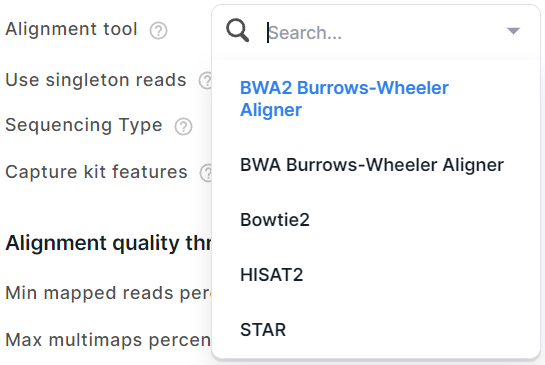 Alignment tool ?
Search...
Use singleton reads ?
BWA2 Burrows-Wheeler
Aligner
Sequencing Type ?
BWA Burrows-Wheeler Aligner
Capture kit features ?
Bowtie2
Alignment quality thr
HISAT2
Min mapped reads per
STAR
Max multimaps percen